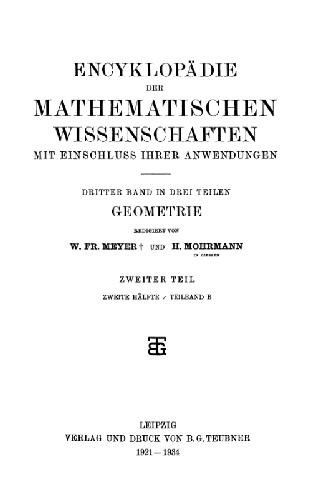 ENCYKLOPÄDIE
DER
MATHEMATISCHEN
WISSENSCHAFTEN
MIT EINSCHLUSS IHRER ANWENDUNGEN
DRITTER BAND IN DREI TEILEN
GEOMETRIE
REDIGIERT VON
W. FR. MEYER † UND H. MOHRMANN
IN GIESSEN
ZWEITER TEIL
ZWEITE HÄLFTE / TEILBAND B
LEIPZIG
VERLAG UND DRUCK VON B. G. TEUBNER
1921—1934